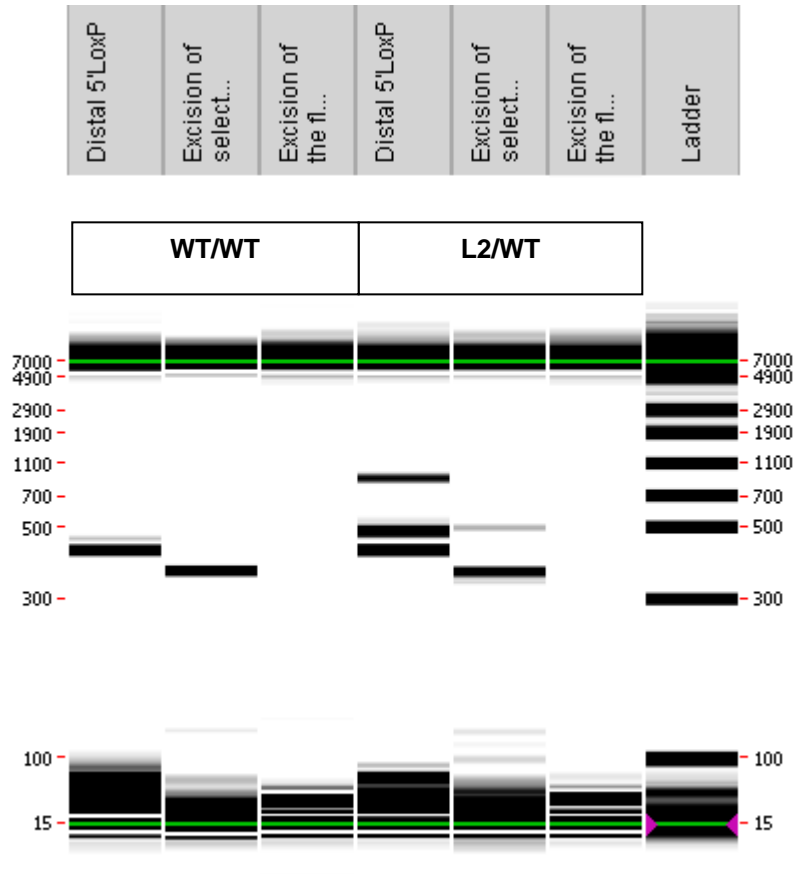 Distal 5'LoxP
Excision of
select...
Excision of
the fl...
Distal 5'LoxP
Excision of
select...
Excision of
the fl...
Ladder
WT/WT
L2/WT
7000
7000
4900
4900
2900
2900
1900
1900
1100
1100
700
700
500
500
300
300
100
100
15
15